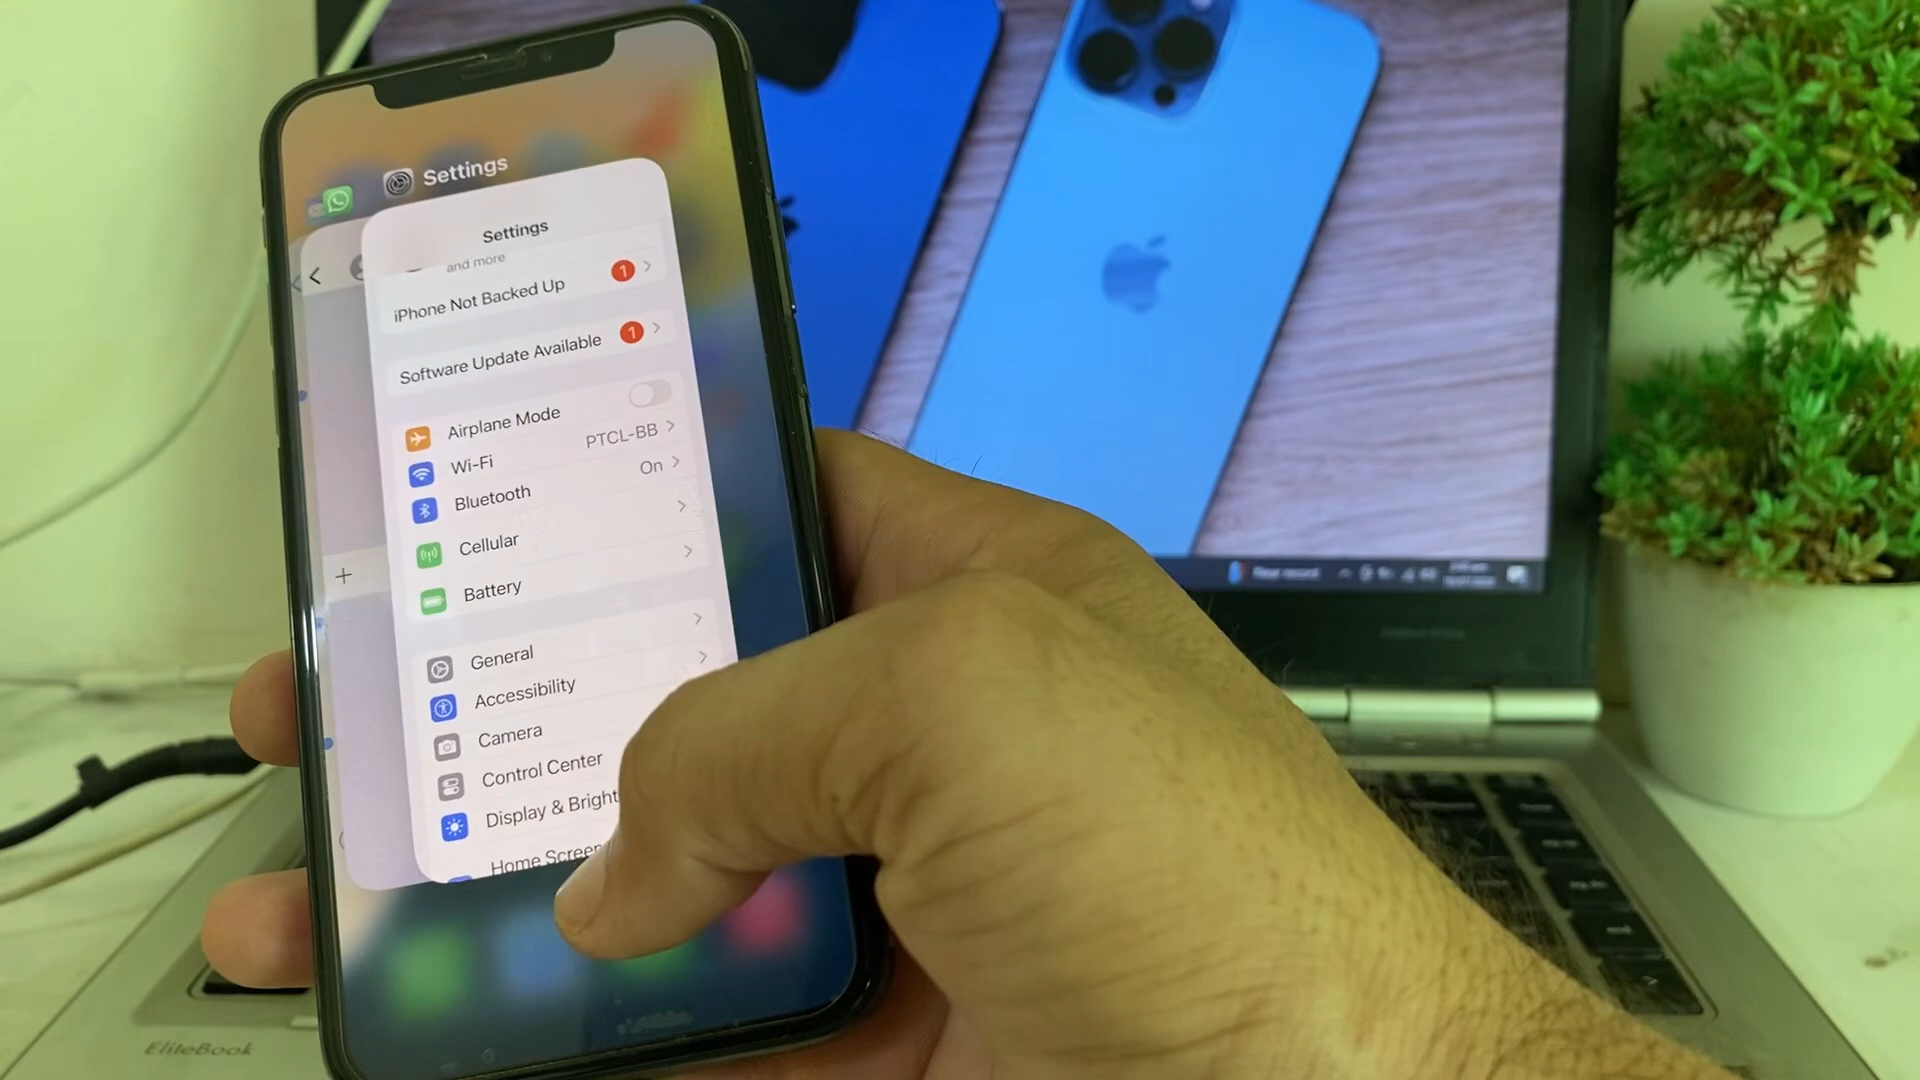 Settings
Settings
and more
iPhone Not Backed Up
1
Software Update Available
1
Airplane Mode
Wi-Fi
PTCL-BB
Bluetooth
On
Cellular
Battery
General
Accessibility
Camera
Control Center
Display & Bright
Home Screen
EliteBook